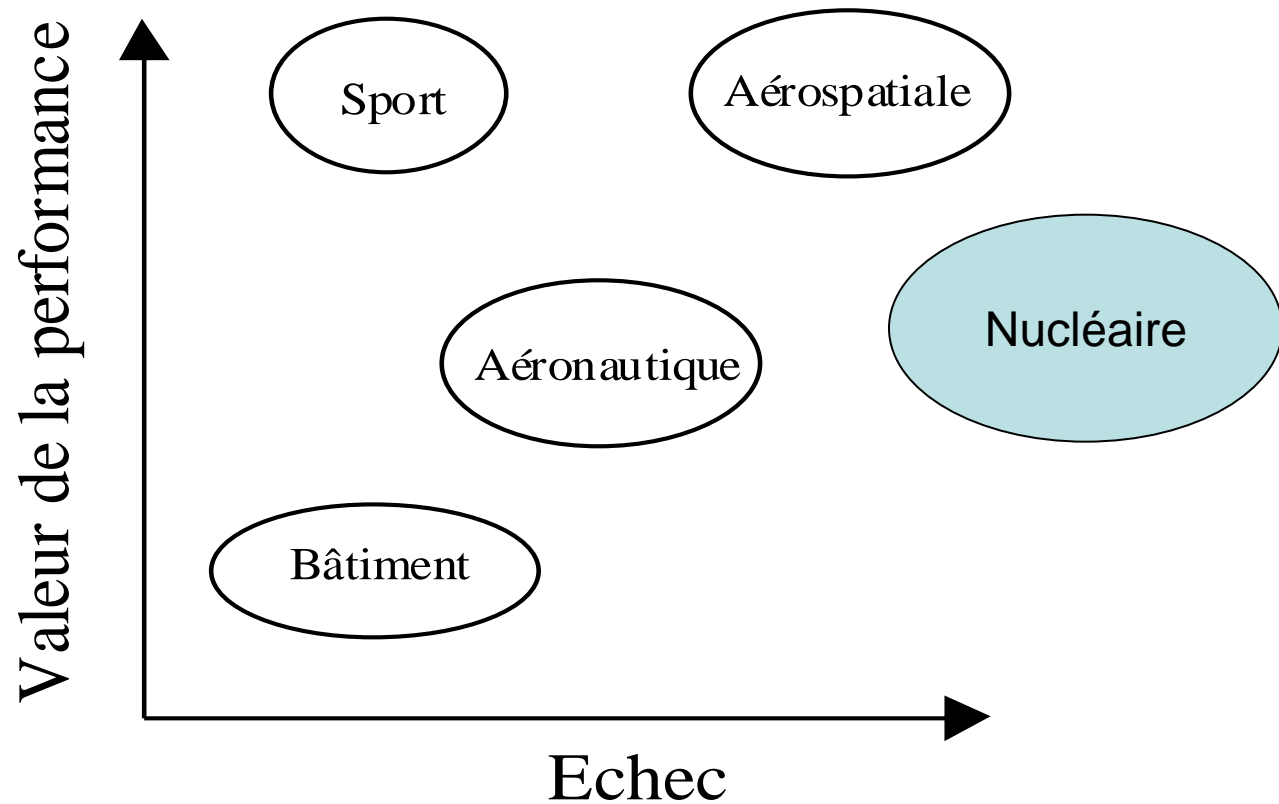 Valeur de la performance
Sport
Aérospatiale
Nucléaire
Aéronautique
Bâtiment
Echec